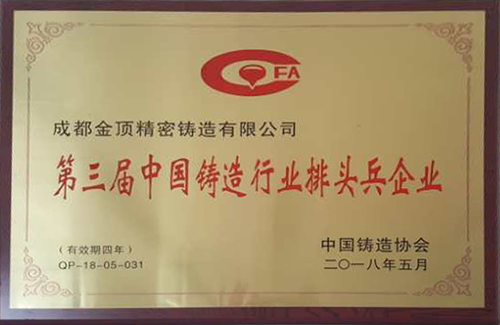 FA
成都金顶精密铸造有限公司
第三届中国铸造行业排头兵企业
(有效期四年)
QP-18-05-031
中国铸造协会
二〇一八年五月